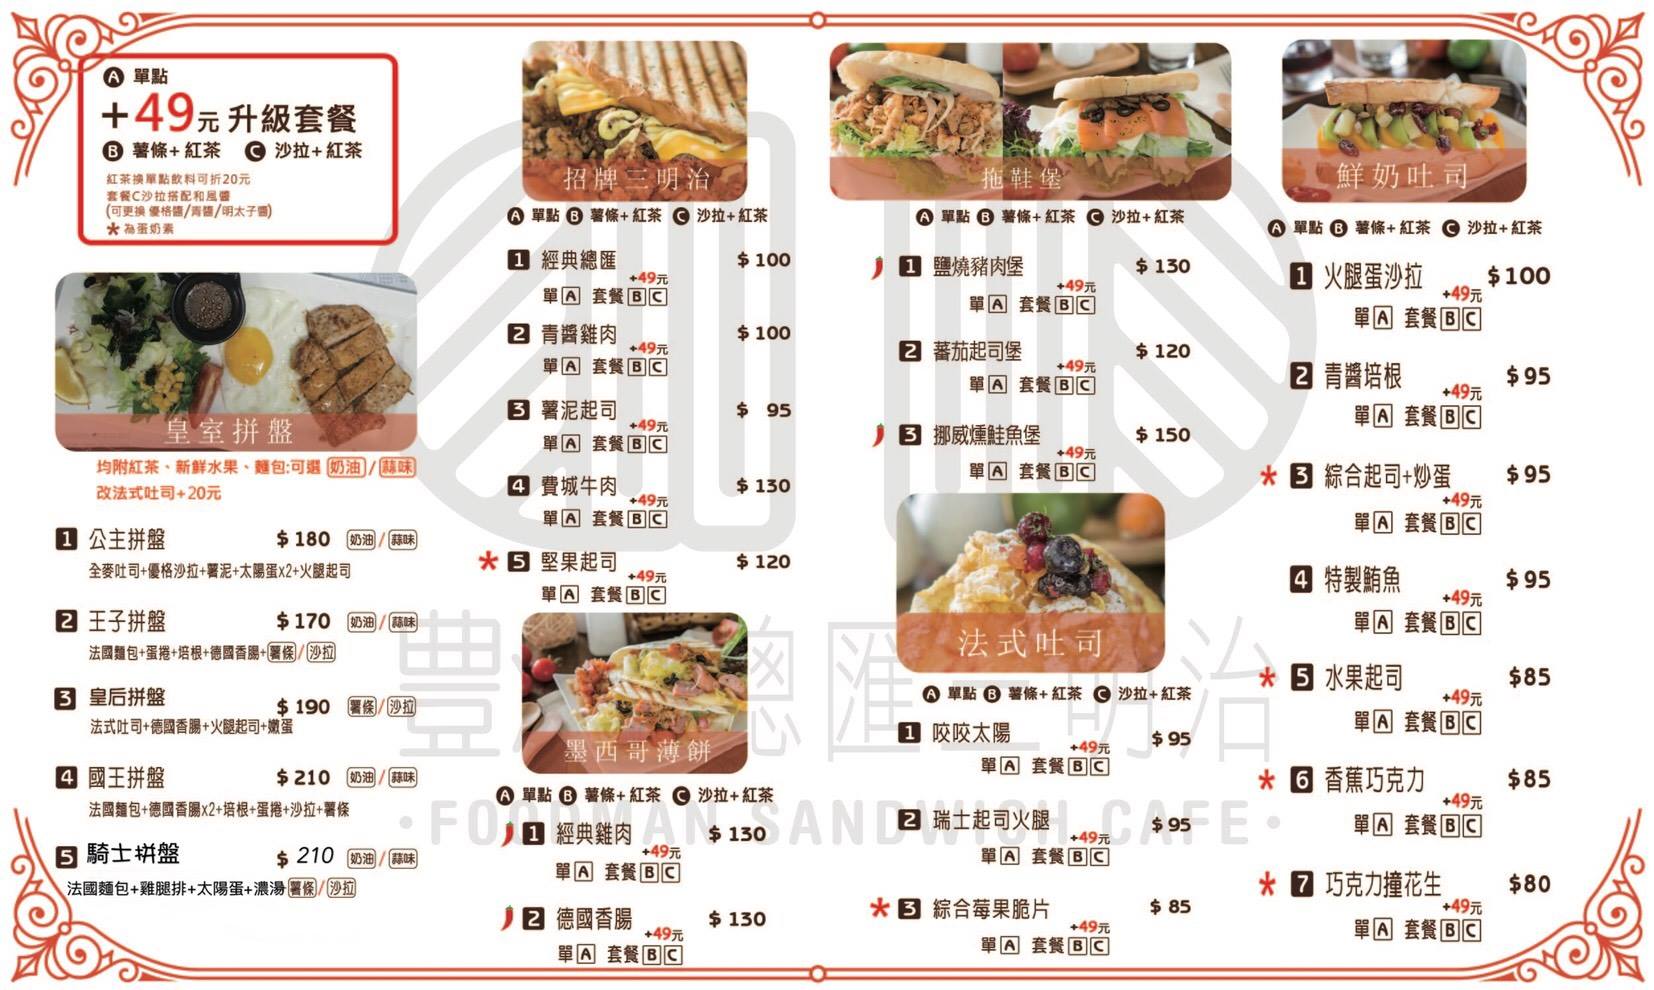 A 單點
+49元 升級套餐
B 薯條+紅茶 C 沙拉+紅茶
紅茶換單點飲料可折20元
套餐C沙拉搭配和風醬
(可更換 優格醬/青醬/明太子醬)
* 為蛋奶素
皇室拼盤
均附紅茶、新鮮水果、麵包:可選 奶油/蒜味
改法式吐司+20元
1 公主拼盤 $180 奶油/蒜味
全麥吐司+優格沙拉+薯泥+太陽蛋x2+火腿起司
2 王子拼盤 $170 奶油/蒜味
法國麵包+蛋捲+培根+德國香腸+薯條/沙拉
3 皇后拼盤 $190 薯條/沙拉
法式吐司+德國香腸+火腿起司+嫩蛋
4 國王拼盤 $210 奶油/蒜味
法國麵包+德國香腸x2+培根+蛋捲+沙拉+薯條
5 騎士拼盤 $210 奶油/蒜味
法國麵包+雞腿排+太陽蛋+濃湯 薯條/沙拉
招牌三明治
A 單點 B 薯條+紅茶 C 沙拉+紅茶
1 經典總匯 $100
+49元
單A 套餐BC
2 青醬雞肉 $100
+49元
單A 套餐BC
3 薯泥起司 $ 95
+49元
單A 套餐BC
4 費城牛肉 $130
+49元
單A 套餐BC
* 5 堅果起司 $120
+49元
單A 套餐BC
墨西哥薄餅
A 單點 B 薯條+紅茶 C 沙拉+紅茶
1 經典雞肉 $130
+49元
單A 套餐BC
2 德國香腸 $130
+49元
單A 套餐BC
拖鞋堡
A 單點 B 薯條+紅茶 C 沙拉+紅茶
1 鹽燒豬肉堡 $130
+49元
單A 套餐BC
2 蕃茄起司堡 $120
+49元
單A 套餐BC
3 挪威燻鮭魚堡 $150
+49元
單A 套餐BC
法式吐司
A 單點 B 薯條+紅茶 C 沙拉+紅茶
1 咬咬太陽 $95
+49元
單A 套餐BC
2 瑞士起司火腿 $95
+49元
單A 套餐BC
* 3 綜合莓果脆片 $85
+49元
單A 套餐BC
鮮奶吐司
A 單點 B 薯條+紅茶 C 沙拉+紅茶
1 火腿蛋沙拉 $100
+49元
單A 套餐BC
2 青醬培根 $95
+49元
單A 套餐BC
* 3 綜合起司+炒蛋 $95
+49元
單A 套餐BC
4 特製鮪魚 $95
+49元
單A 套餐BC
* 5 水果起司 $85
+49元
單A 套餐BC
* 6 香蕉巧克力 $85
+49元
單A 套餐BC
* 7 巧克力撞花生 $80
+49元
單A 套餐BC
豐 總匯三明治
·FOODMAN SANDWICH CAFE·